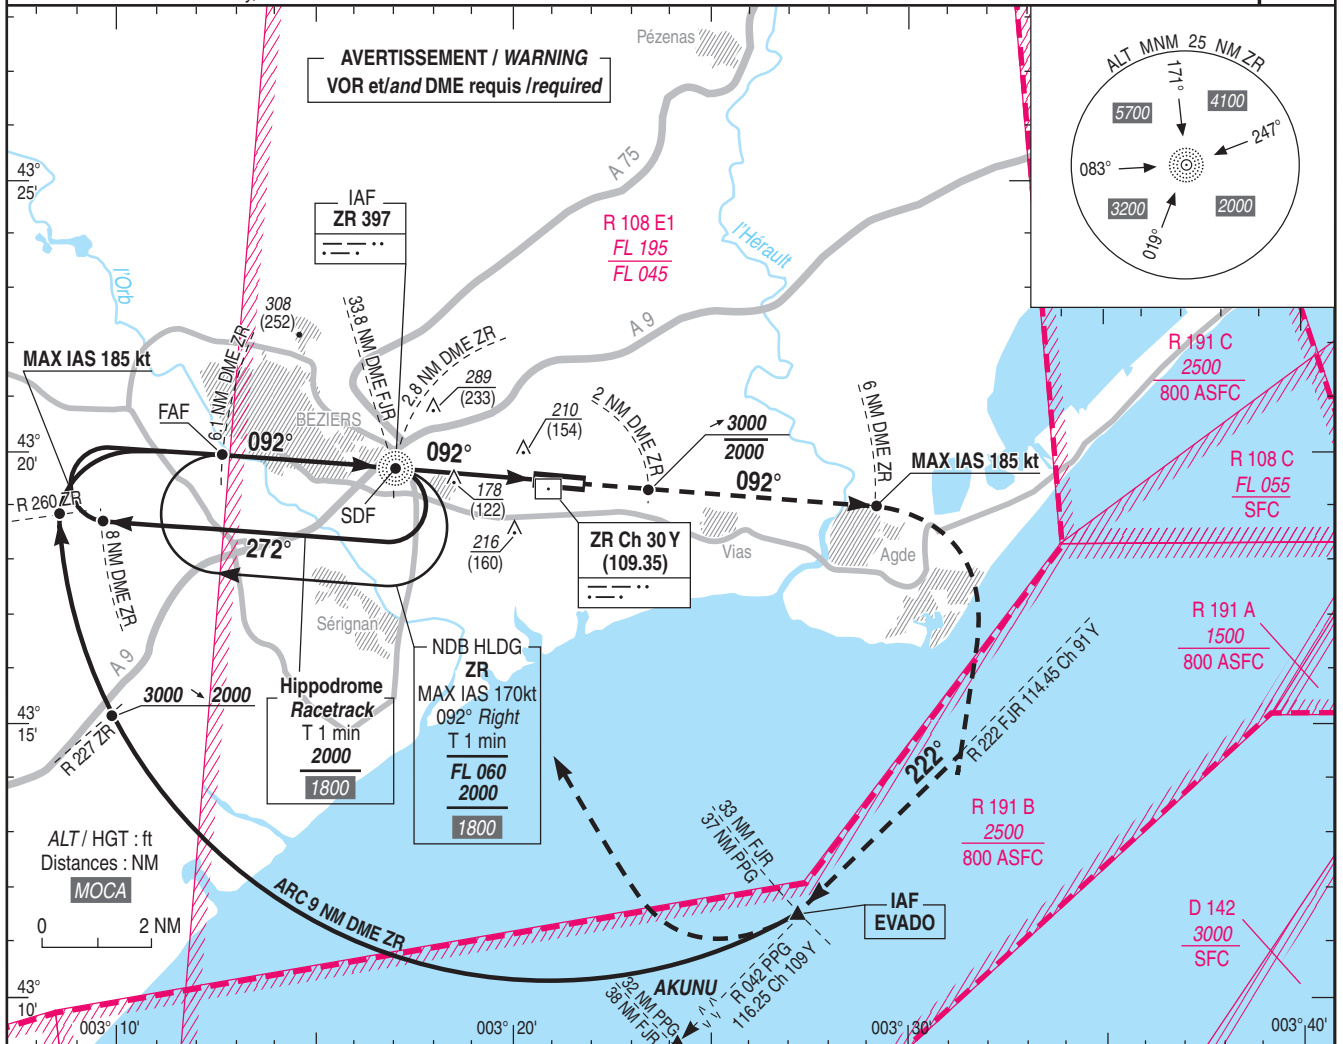 AVERTISSEMENT / WARNING
VOR et/and DME requis /required
Pézenas
ALT MNM 25 NM ZR
171°
5700
4100
247°
083°
3200
2000
019°
43°
25'
A 75
IAF
ZR 397
R 108 E1
FL 195
FL 045
l'Hérault
l'Orb
308
(252)
33.8 NM DME FJR
2.8 NM DME ZR
A 9
MAX IAS 185 kt
6.1 NM DME ZR
289
(233)
FAF
BÉZIERS
210
(154)
2 NM DME ZR
3000
2000
6 NM DME ZR
R 191 C
2500
800 ASFC
43°
20'
092°
092°
092°
MAX IAS 185 kt
R 108 C
FL 055
SFC
R 260 ZR
SDF
178
(122)
216
(160)
272°
8 NM DME ZR
ZR Ch 30 Y
(109.35)
Vias
Agde
Sérignan
R 191 A
1500
800 ASFC
A 9
NDB HLDG
ZR
MAX IAS 170kt
092° Right
T 1 min
FL 060
2000
1800
3000 2000
Hippodrome
Racetrack
T 1 min
2000
1800
43°
15'
R 227 ZR
R 222 FJR 114.45 Ch 91 Y
222°
R 191 B
2500
800 ASFC
33 NM FJR
37 NM PPG
ALT / HGT : ft
Distances : NM
MOCA
0 2 NM
ARC 9 NM DME ZR
IAF
EVADO
D 142
3000
SFC
AKUNU
R 042 PPG
116.25 Ch 109 Y
32 NM PPG
38 NM FJR
43°
10'
003° 10'
003° 20'
003° 30'
003° 40'